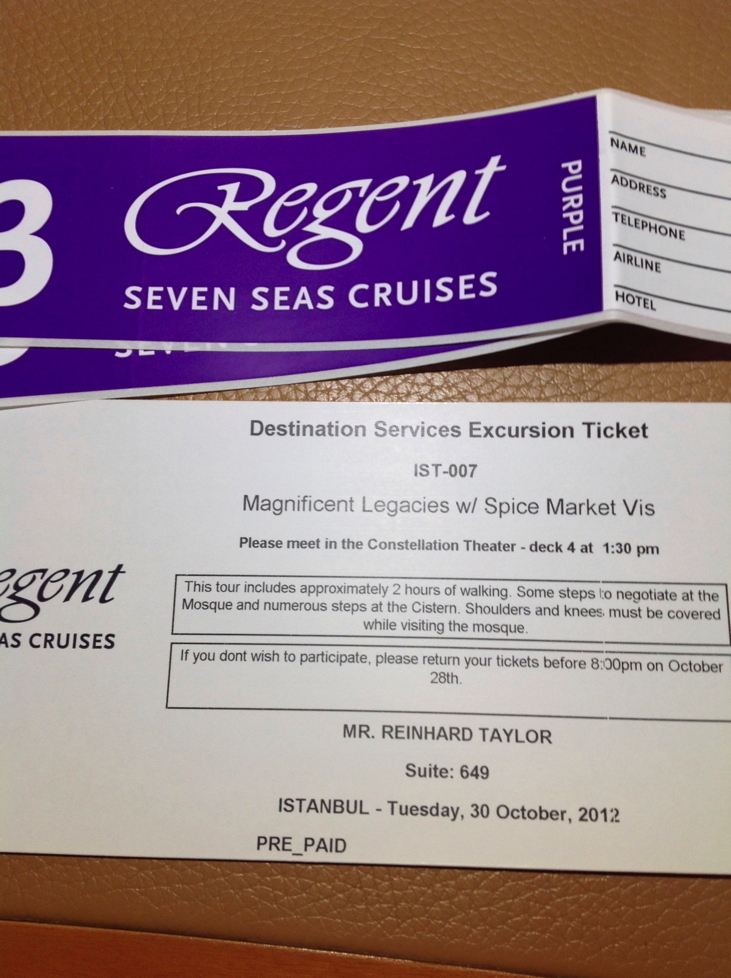 3
Regent
SEVEN SEAS CRUISES
PURPLE
NAME
ADDRESS
TELEPHONE
AIRLINE
HOTEL
Destination Services Excursion Ticket
IST-007
Magnificent Legacies w/ Spice Market Vis
Please meet in the Constellation Theater - deck 4 at 1:30 pm
egent
AS CRUISES
This tour includes approximately 2 hours of walking. Some steps to negotiate at the
Mosque and numerous steps at the Cistern. Shoulders and knees must be covered
while visiting the mosque.
If you dont wish to participate, please return your tickets before 8:00pm on October
28th.
MR. REINHARD TAYLOR
Suite: 649
ISTANBUL - Tuesday, 30 October, 2012
PRE_PAID